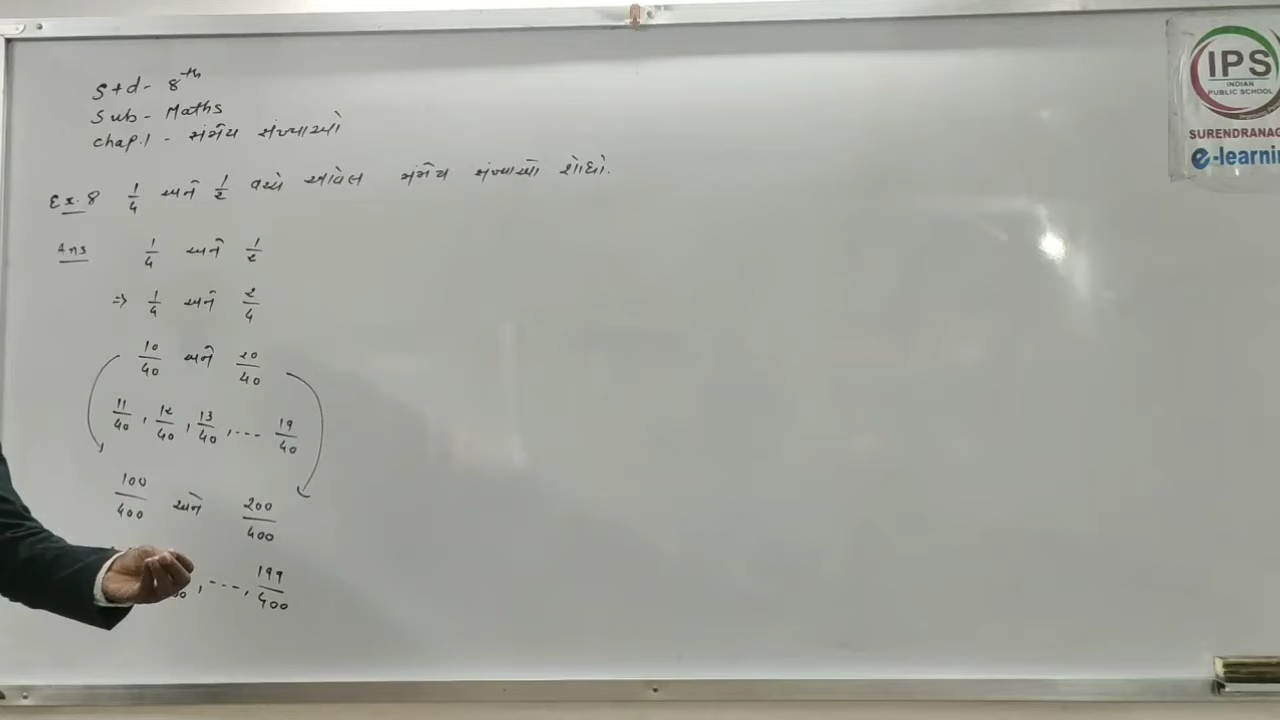 Std- 8th
Sub- Maths
Chap.1 - સંમેય સંખ્યાઓ
Ex. 8 1/4 અને 1/2 વચ્ચે આવેલ સંમેય સંખ્યાઓ શોધો.
Ans 1/4 અને 1/2
⇒ 1/4 અને 2/4
10/40 અને 20/40
11/40, 12/40, 13/40, ---- 19/40
100/400 અને 200/400
, ---, 199/400
IPS
INDIAN
PUBLIC SCHOOL
SURENDRANAG
e-learnin